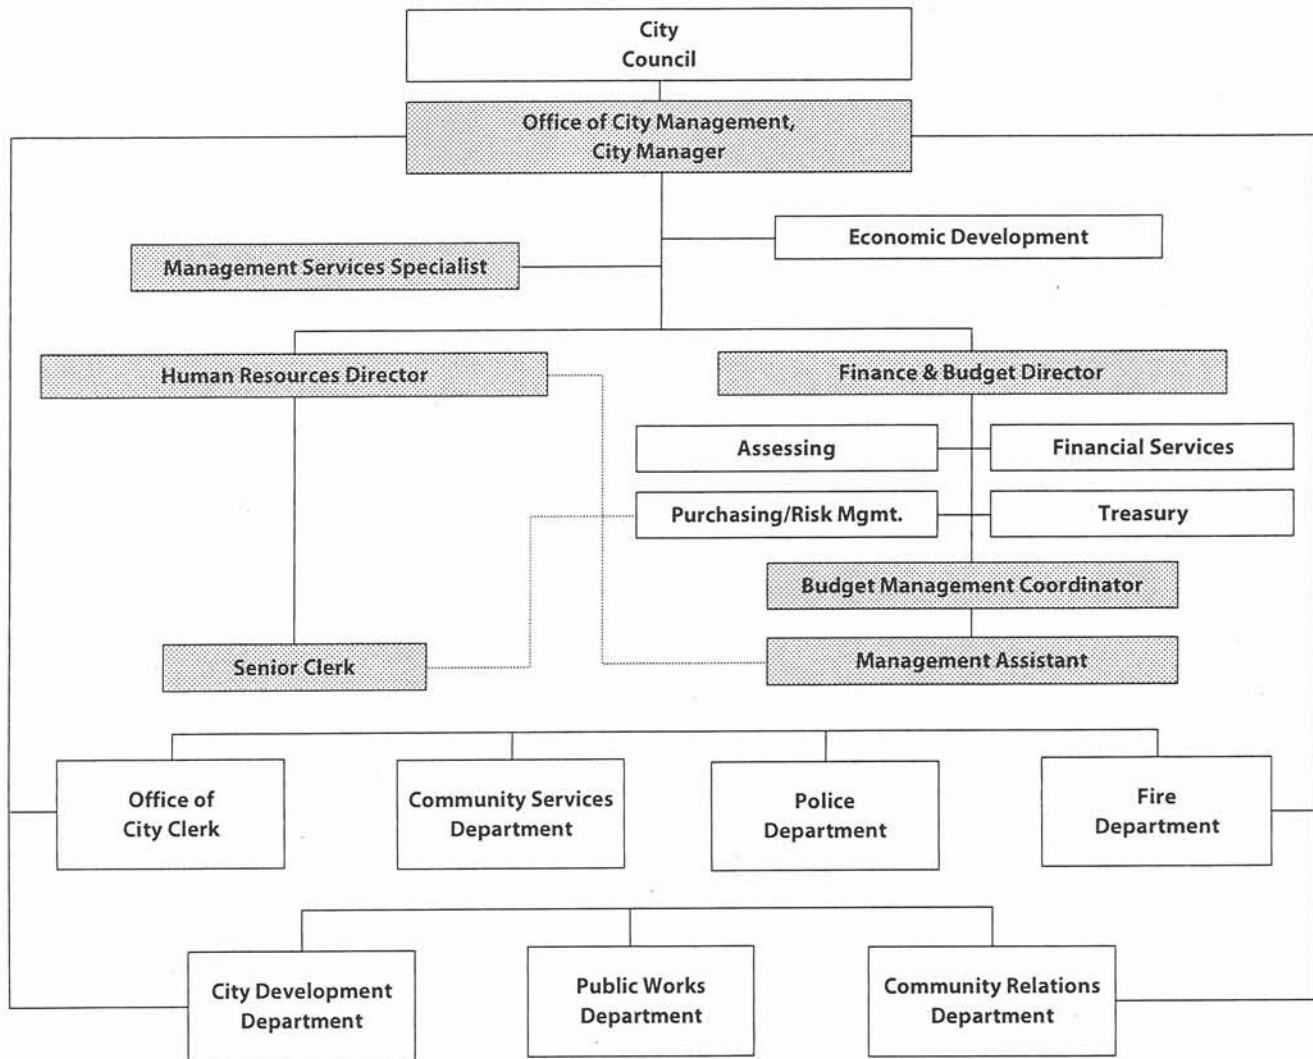 City
Council
Office of City Management,
City Manager
Economic Development
Management Services Specialist
Human Resources Director
Finance & Budget Director
Assessing
Financial Services
Purchasing/Risk Mgmt.
Treasury
Budget Management Coordinator
Senior Clerk
Management Assistant
Office of
City Clerk
Community Services
Department
Police
Department
Fire
Department
City Development
Department
Public Works
Department
Community Relations
Department